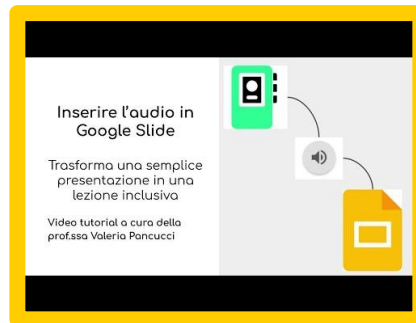 Inserire l'audio in
Google Slide
Trasforma una semplice
presentazione in una
lezione inclusiva
Video tutorial a cura della
prof.ssa Valeria Pancucci